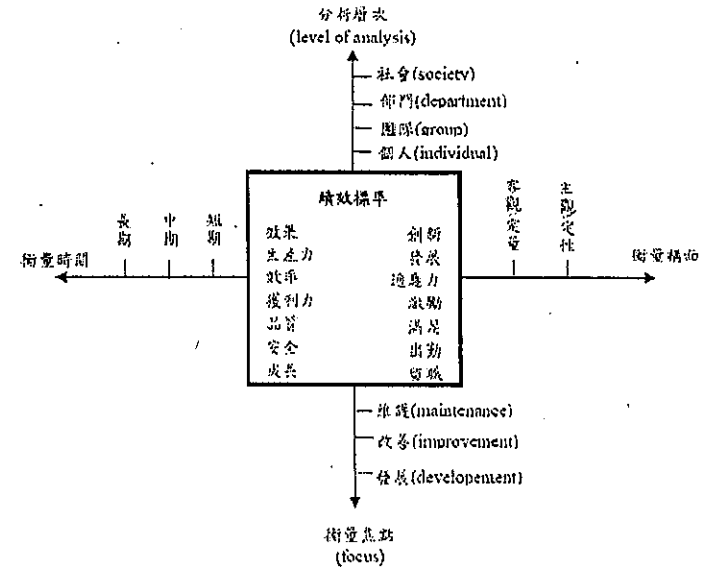 分析層次
(level of analysis)
社會(society)
部門(department)
團隊(group)
個人(individual)
績效標準
效果
生產力
效率
獲利力
品質
安全
成長
創新
發展
適應力
激勵
滿足
出勤
留職
衡量時間
長期
中期
短期
客觀定量
主觀定性
衡量構面
維護(maintenance)
改善(improvement)
發展(developement)
衡量焦點
(focus)